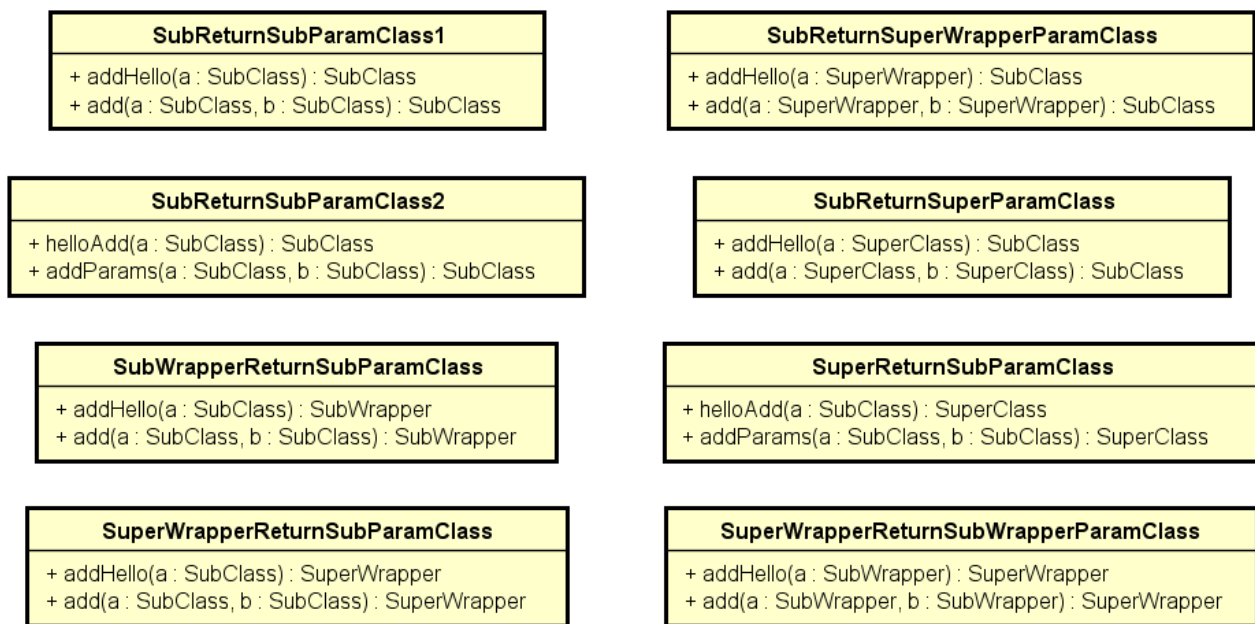 SubReturnSubParamClass1
+ addHello(a : SubClass) : SubClass
+ add(a : SubClass, b : SubClass) : SubClass
SubReturnSuperWrapperParamClass
+ addHello(a : SuperWrapper) : SubClass
+ add(a : SuperWrapper, b : SuperWrapper) : SubClass
SubReturnSubParamClass2
+ helloAdd(a : SubClass) : SubClass
+ addParams(a : SubClass, b : SubClass) : SubClass
SubReturnSuperParamClass
+ addHello(a : SuperClass) : SubClass
+ add(a : SuperClass, b : SuperClass) : SubClass
SubWrapperReturnSubParamClass
+ addHello(a : SubClass) : SubWrapper
+ add(a : SubClass, b : SubClass) : SubWrapper
SuperReturnSubParamClass
+ helloAdd(a : SubClass) : SuperClass
+ addParams(a : SubClass, b : SubClass) : SuperClass
SuperWrapperReturnSubParamClass
+ addHello(a : SubClass) : SuperWrapper
+ add(a : SubClass, b : SubClass) : SuperWrapper
SuperWrapperReturnSubWrapperParamClass
+ addHello(a : SubWrapper) : SuperWrapper
+ add(a : SubWrapper, b : SubWrapper) : SuperWrapper